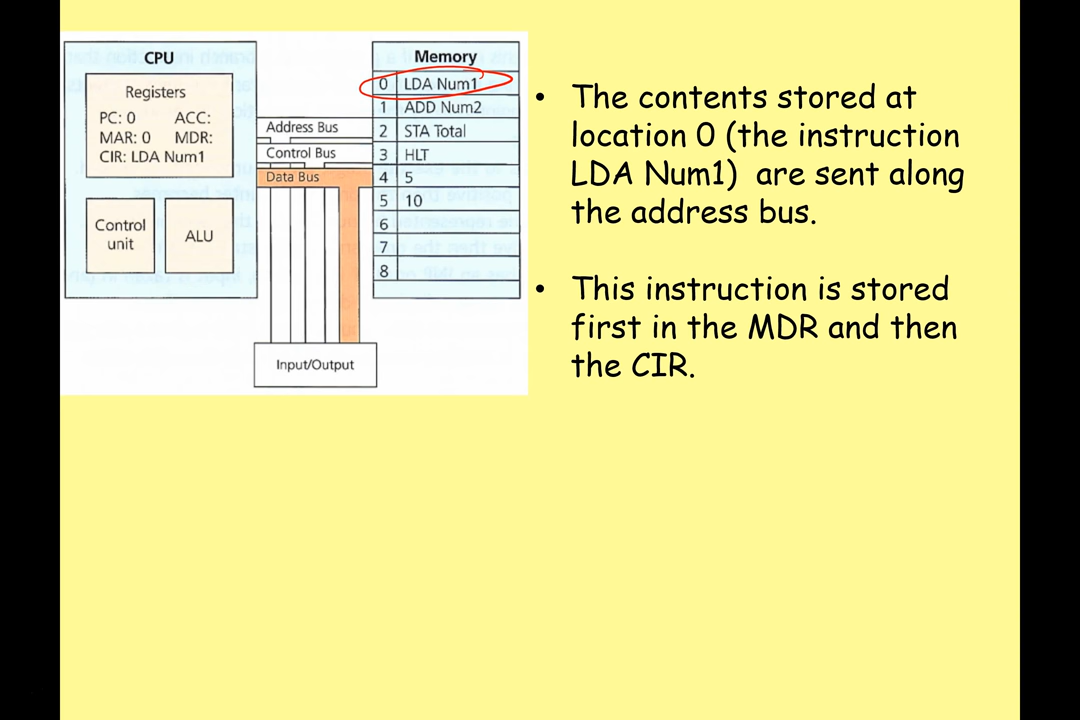 CPU
Registers
PC: 0 ACC:
MAR: 0 MDR:
CIR: LDA Num1
Control
unit
ALU
Address Bus
Control Bus
Data Bus
Input/Output
Memory
0 LDA Num1
1 ADD Num2
2 STA Total
3 HLT
4 5
5 10
6
7
8
• The contents stored at
location 0 (the instruction
LDA Num1) are sent along
the address bus.
• This instruction is stored
first in the MDR and then
the CIR.